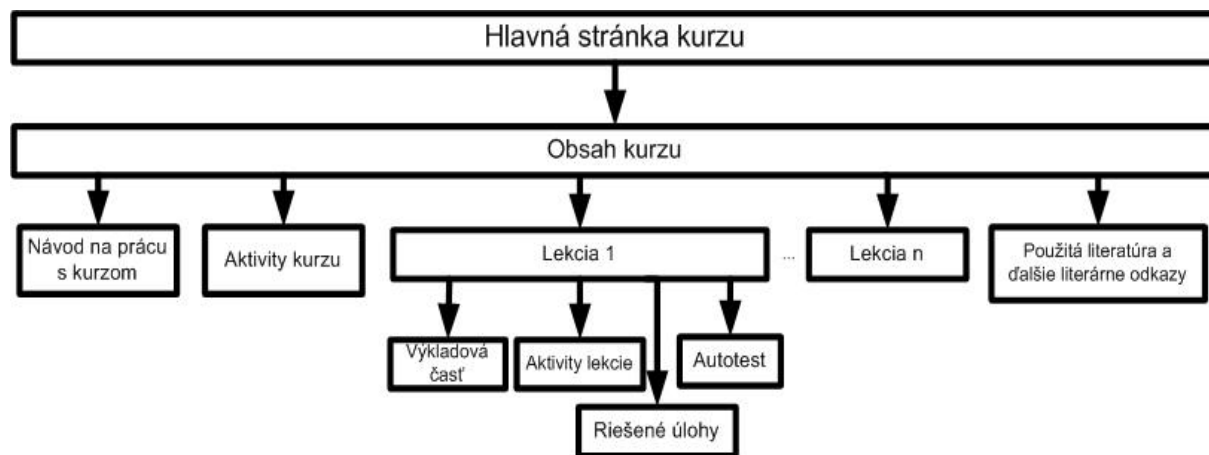 Hlavná stránka kurzu
Obsah kurzu
Návod na prácu
s kurzom
Aktivity kurzu
Lekcia 1
...
Lekcia n
Použitá literatúra a
ďalšie literárne odkazy
Výkladová
časť
Aktivity lekcie
Autotest
Riešené úlohy